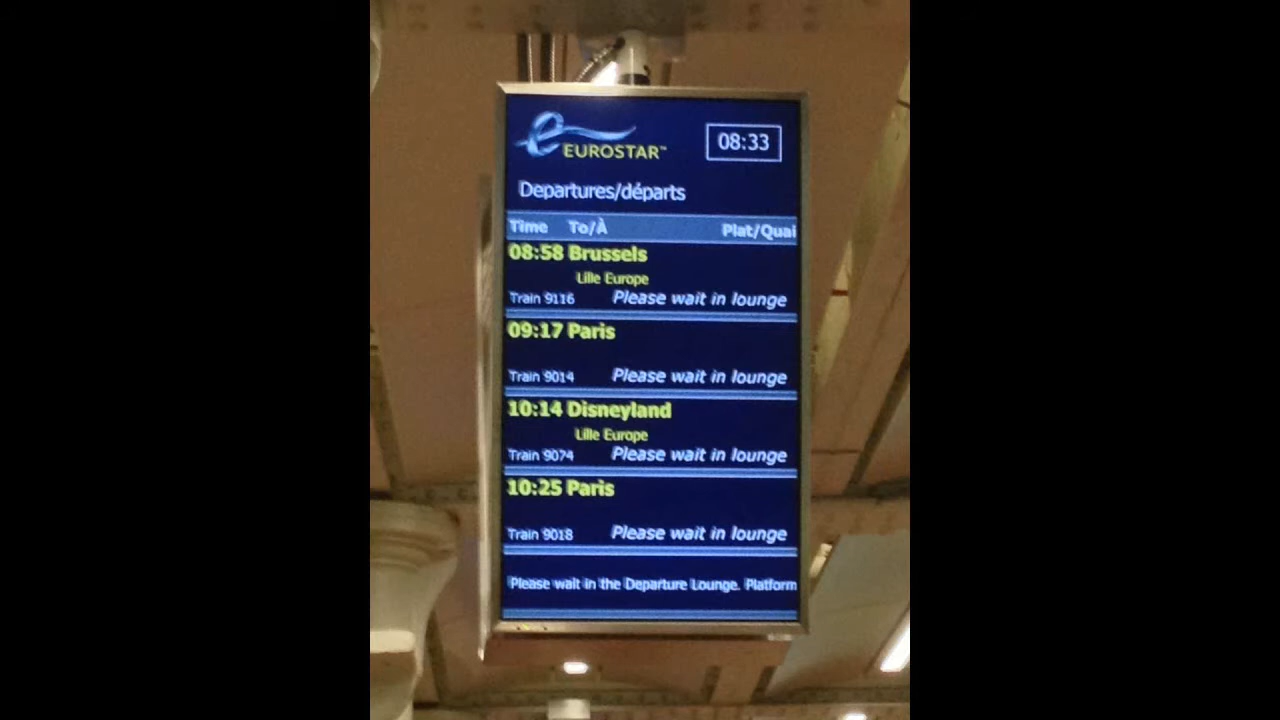 EUROSTAR™
08:33
Departures/départs
Time To/À Plat/Quai
08:58 Brussels
Lille Europe
Train 9116 Please wait in lounge
09:17 Paris
Train 9014 Please wait in lounge
10:14 Disneyland
Lille Europe
Train 9074 Please wait in lounge
10:25 Paris
Train 9018 Please wait in lounge
Please wait in the Departure Lounge. Platform